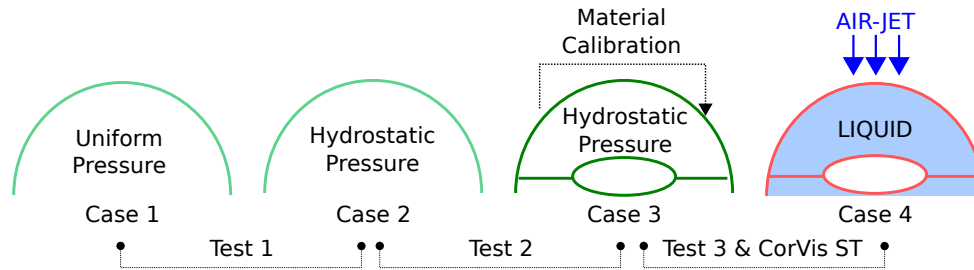 Material
Calibration
AIR-JET
Uniform
Pressure
Hydrostatic
Pressure
Hydrostatic
Pressure
LIQUID
Case 1
Case 2
Case 3
Case 4
Test 1
Test 2
Test 3 & CorVis ST